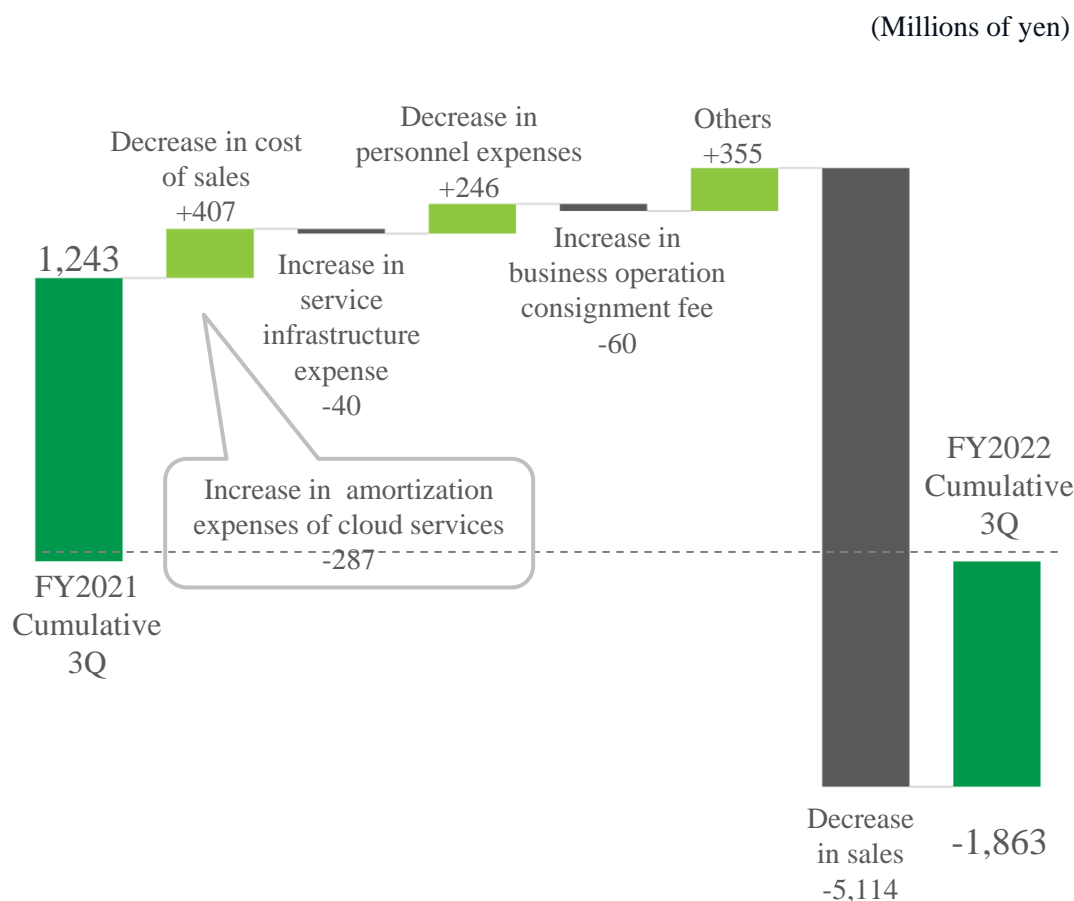 (Millions of yen)
1,243
FY2021
Cumulative
3Q
Decrease in cost
of sales
+407
Increase in
service
infrastructure
expense
-40
Increase in amortization
expenses of cloud services
-287
Decrease in
personnel expenses
+246
Increase in
business operation
consignment fee
-60
Others
+355
Decrease
in sales
-5,114
FY2022
Cumulative
3Q
-1,863